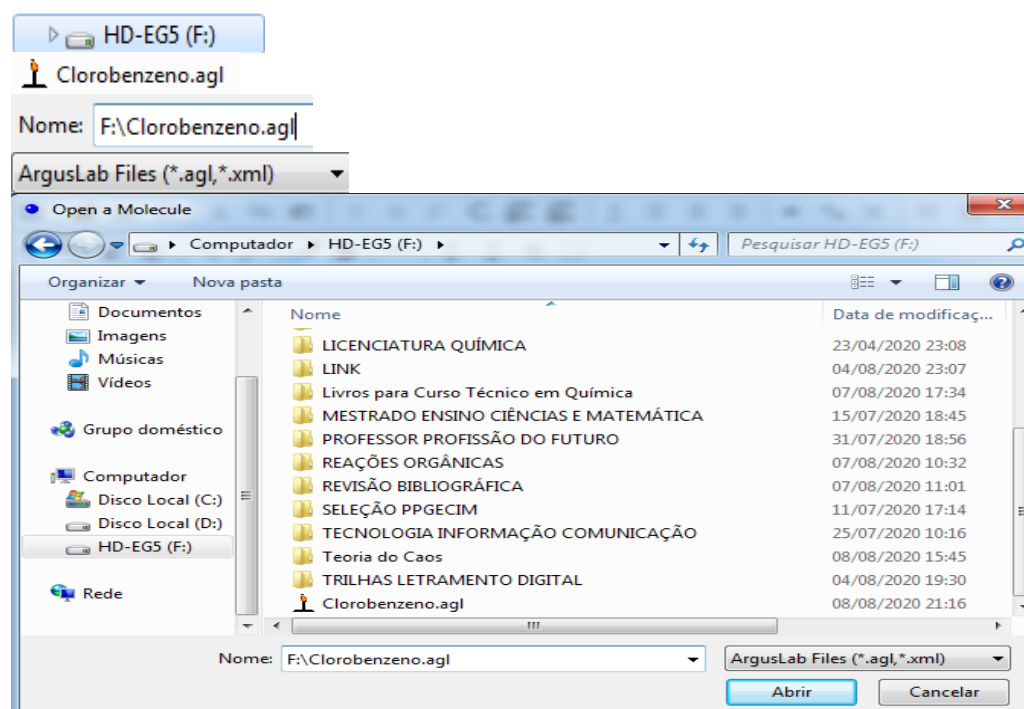 HD-EG5 (F:)
Clorobenzeno.agl
Nome: F:\Clorobenzeno.agl
ArgusLab Files (*.agl,*.xml)
Open a Molecule
Computador HD-EG5 (F:) Pesquisar HD-EG5 (F:)
Organizar Nova pasta
Documentos
Imagens
Músicas
Vídeos
Grupo doméstico
Computador
Disco Local (C:)
Disco Local (D:)
HD-EG5 (F:)
Rede
Nome Data de modificaç...
LICENCIATURA QUÍMICA 23/04/2020 23:08
LINK 04/08/2020 23:07
Livros para Curso Técnico em Química 07/08/2020 17:34
MESTRADO ENSINO CIÊNCIAS E MATEMÁTICA 15/07/2020 18:45
PROFESSOR PROFISSÃO DO FUTURO 31/07/2020 18:56
REAÇÕES ORGÂNICAS 07/08/2020 10:32
REVISÃO BIBLIOGRÁFICA 07/08/2020 11:01
SELEÇÃO PPGECIM 11/07/2020 17:14
TECNOLOGIA INFORMAÇÃO COMUNICAÇÃO 25/07/2020 10:16
Teoria do Caos 08/08/2020 15:45
TRILHAS LETRAMENTO DIGITAL 04/08/2020 19:30
Clorobenzeno.agl 08/08/2020 21:16
Nome: F:\Clorobenzeno.agl ArgusLab Files (*.agl,*.xml)
Abrir Cancelar